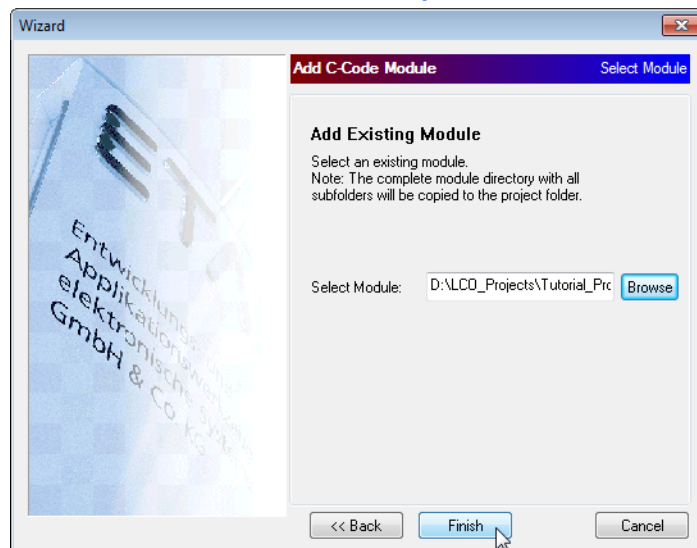 Wizard
Add C-Code Module
Select Module
Add Existing Module
Select an existing module.
Note: The complete module directory with all
subfolders will be copied to the project folder.
Select Module:
D:\LCO_Projects\Tutorial_Prc
Browse
Entwicklungs- und
Applikationswerkzeuge
elektronische Systeme
GmbH & Co. KG
<< Back
Finish
Cancel